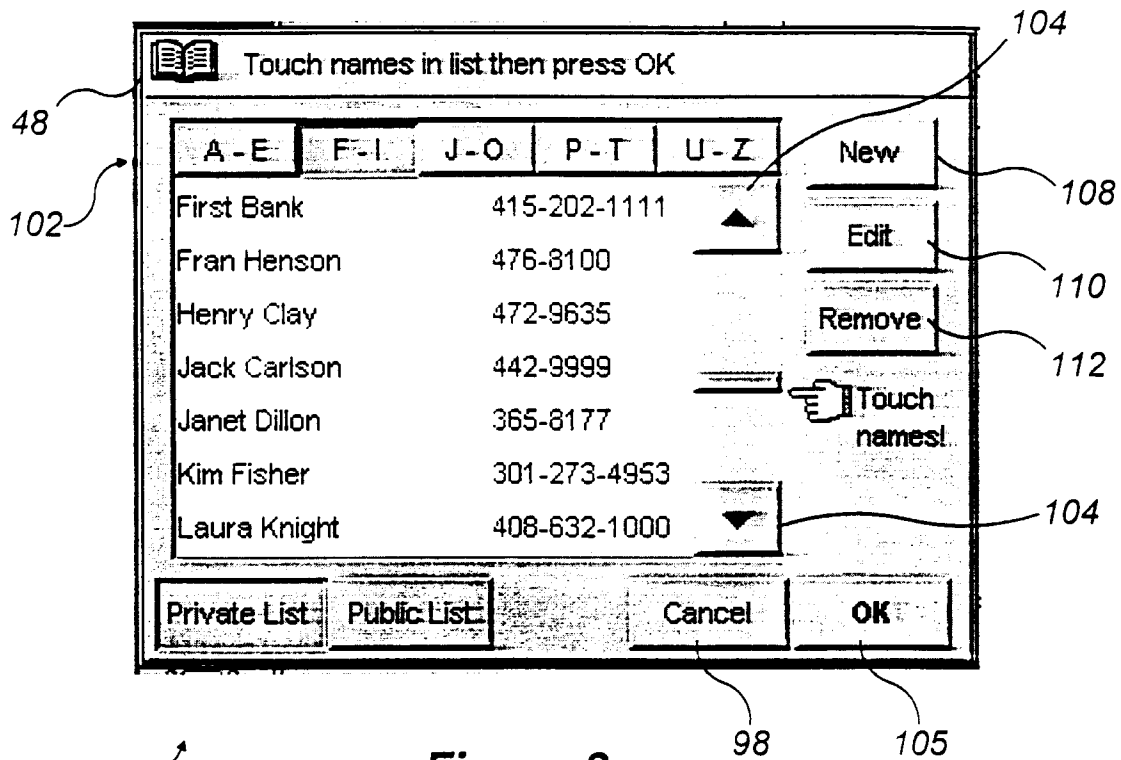 104
Touch names in list then press OK
48
A - E F - I J - O P - T U - Z New
108
102
First Bank 415-202-1111
Edit
Fran Henson 476-8100
110
Henry Clay 472-9635 Remove
112
Jack Carlson 442-9999
Touch
names!
Janet Dillon 365-8177
Kim Fisher 301-273-4953
Laura Knight 408-632-1000 104
Private List Public List Cancel OK
98 105